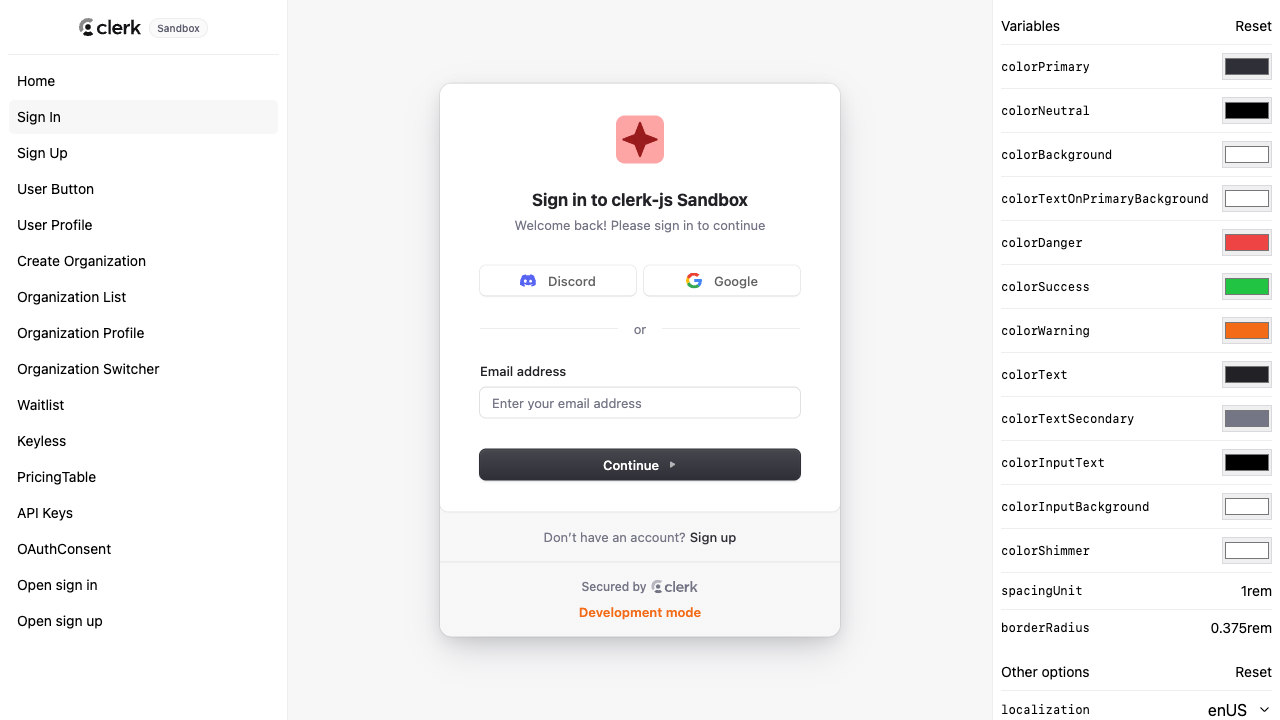 clerk Sandbox
Home
Sign In
Sign Up
User Button
User Profile
Create Organization
Organization List
Organization Profile
Organization Switcher
Waitlist
Keyless
PricingTable
API Keys
OAuthConsent
Open sign in
Open sign up
Sign in to clerk-js Sandbox
Welcome back! Please sign in to continue
Discord
Google
or
Email address
Enter your email address
Continue
Don’t have an account? Sign up
Secured by clerk
Development mode
Variables Reset
colorPrimary
colorNeutral
colorBackground
colorTextOnPrimaryBackground
colorDanger
colorSuccess
colorWarning
colorText
colorTextSecondary
colorInputText
colorInputBackground
colorShimmer
spacingUnit 1rem
borderRadius 0.375rem
Other options Reset
localization enUS